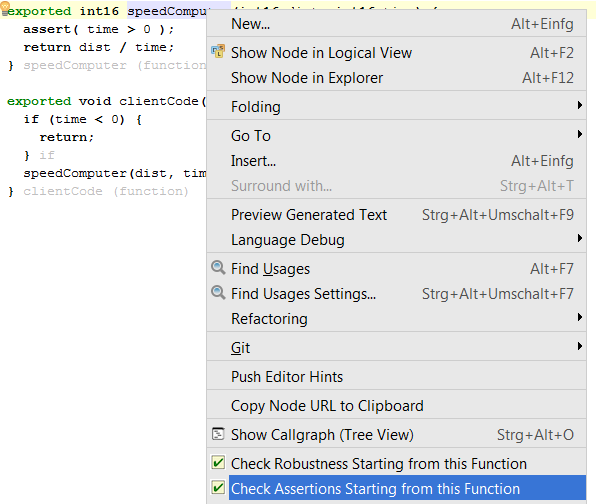 exported int16 speedComputer
assert( time > 0 );
return dist / time;
} speedComputer (function
exported void clientCode(
if (time < 0) {
return;
} if
speedComputer(dist, tim
} clientCode (function)
New... Alt+Einfg
Show Node in Logical View Alt+F2
Show Node in Explorer Alt+F12
Folding
Go To
Insert... Alt+Einfg
Surround with... Strg+Alt+T
Preview Generated Text Strg+Alt+Umschalt+F9
Language Debug
Find Usages Alt+F7
Find Usages Settings... Strg+Alt+Umschalt+F7
Refactoring
Git
Push Editor Hints
Copy Node URL to Clipboard
Show Callgraph (Tree View) Strg+Alt+O
Check Robustness Starting from this Function
Check Assertions Starting from this Function